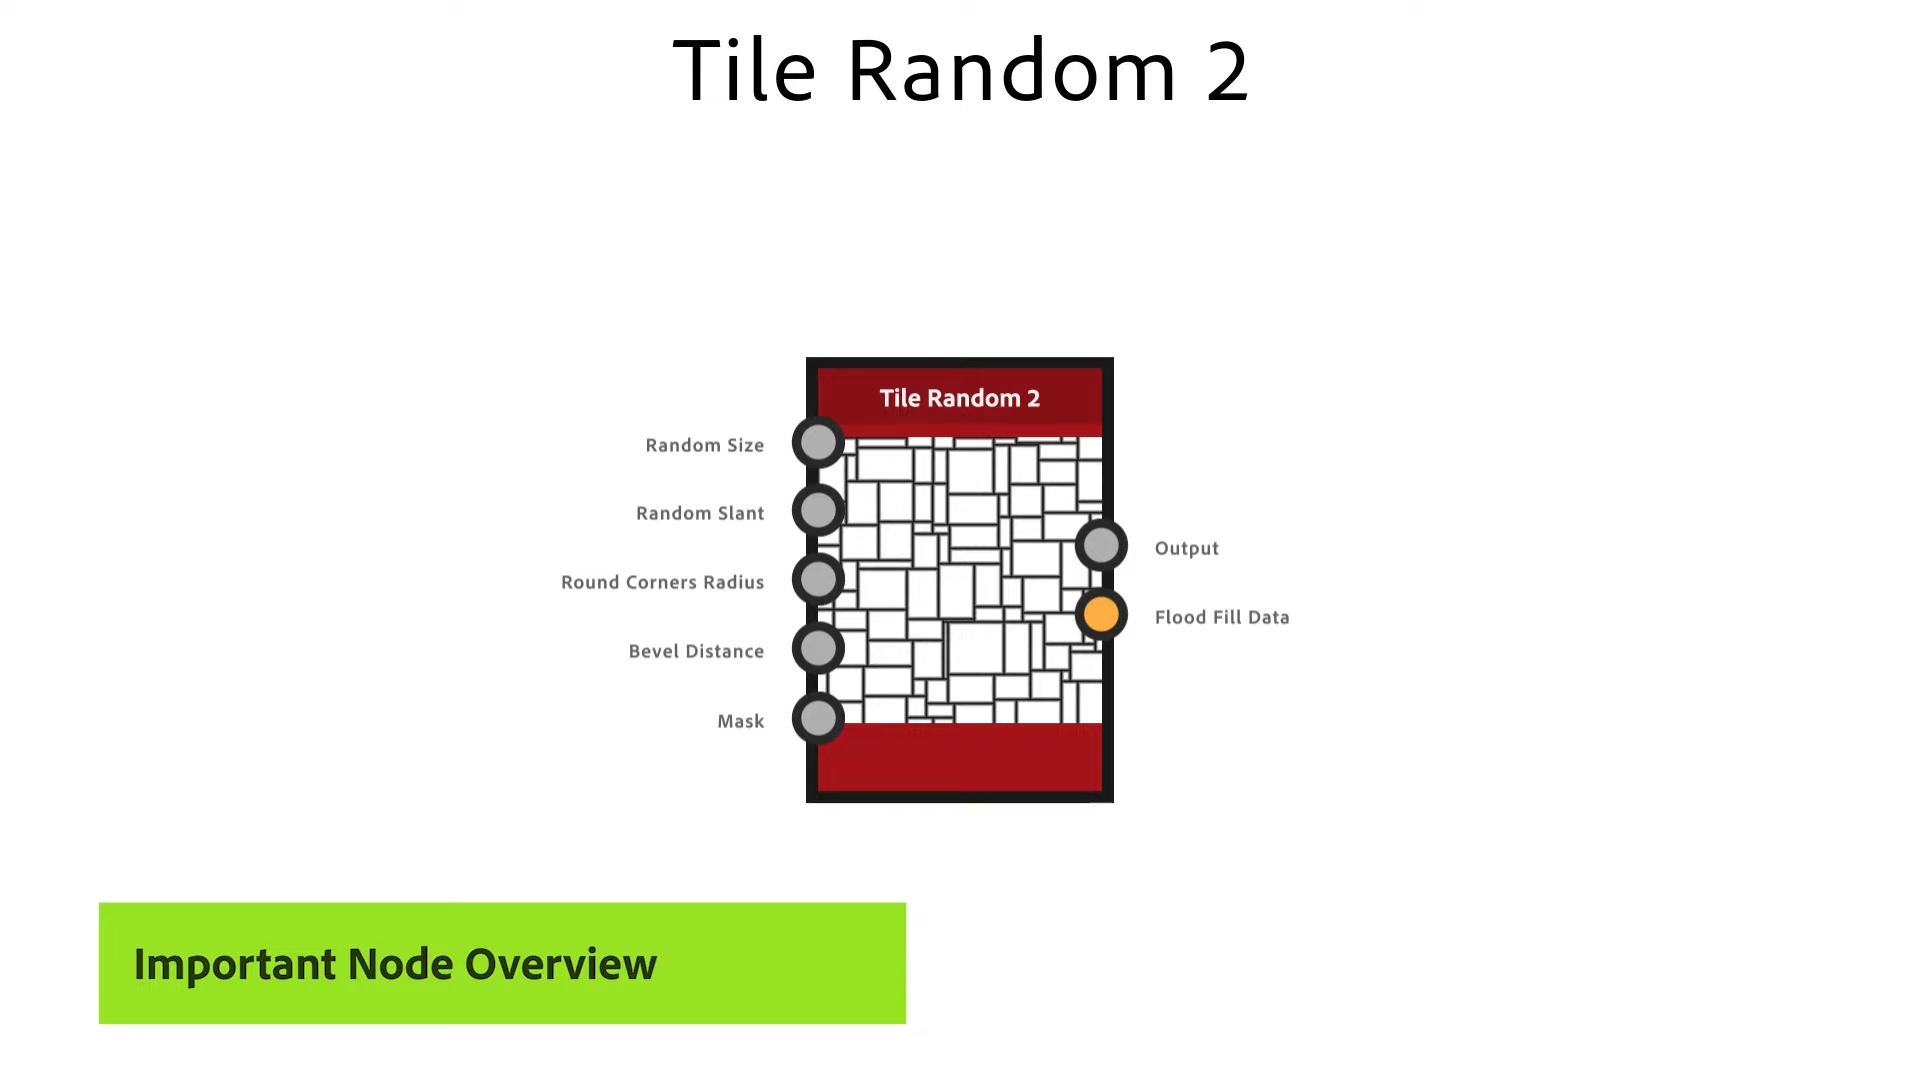 Tile Random 2
Tile Random 2
Random Size
Random Slant
Round Corners Radius
Bevel Distance
Mask
Output
Flood Fill Data
Important Node Overview